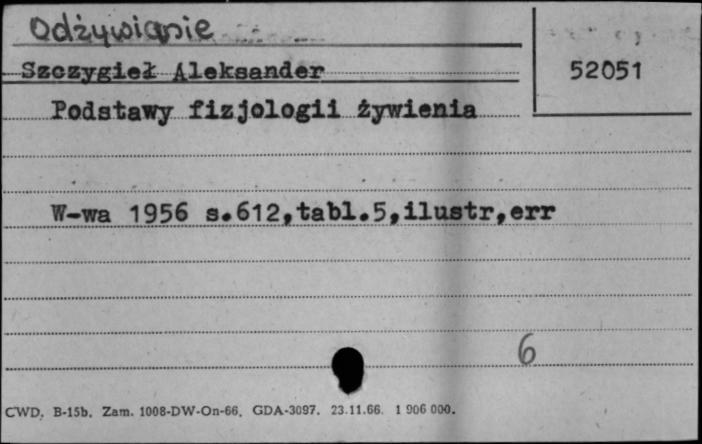 Odżywianie
Szczygieł Aleksander
52051
Podstawy fizjologii żywienia
W-wa 1956 s.612,tabl.5,ilustr,err
6
CWD. B-15b. Zam. 1008-DW-On-66. GDA-3097. 23.11.66. 1 906 000.